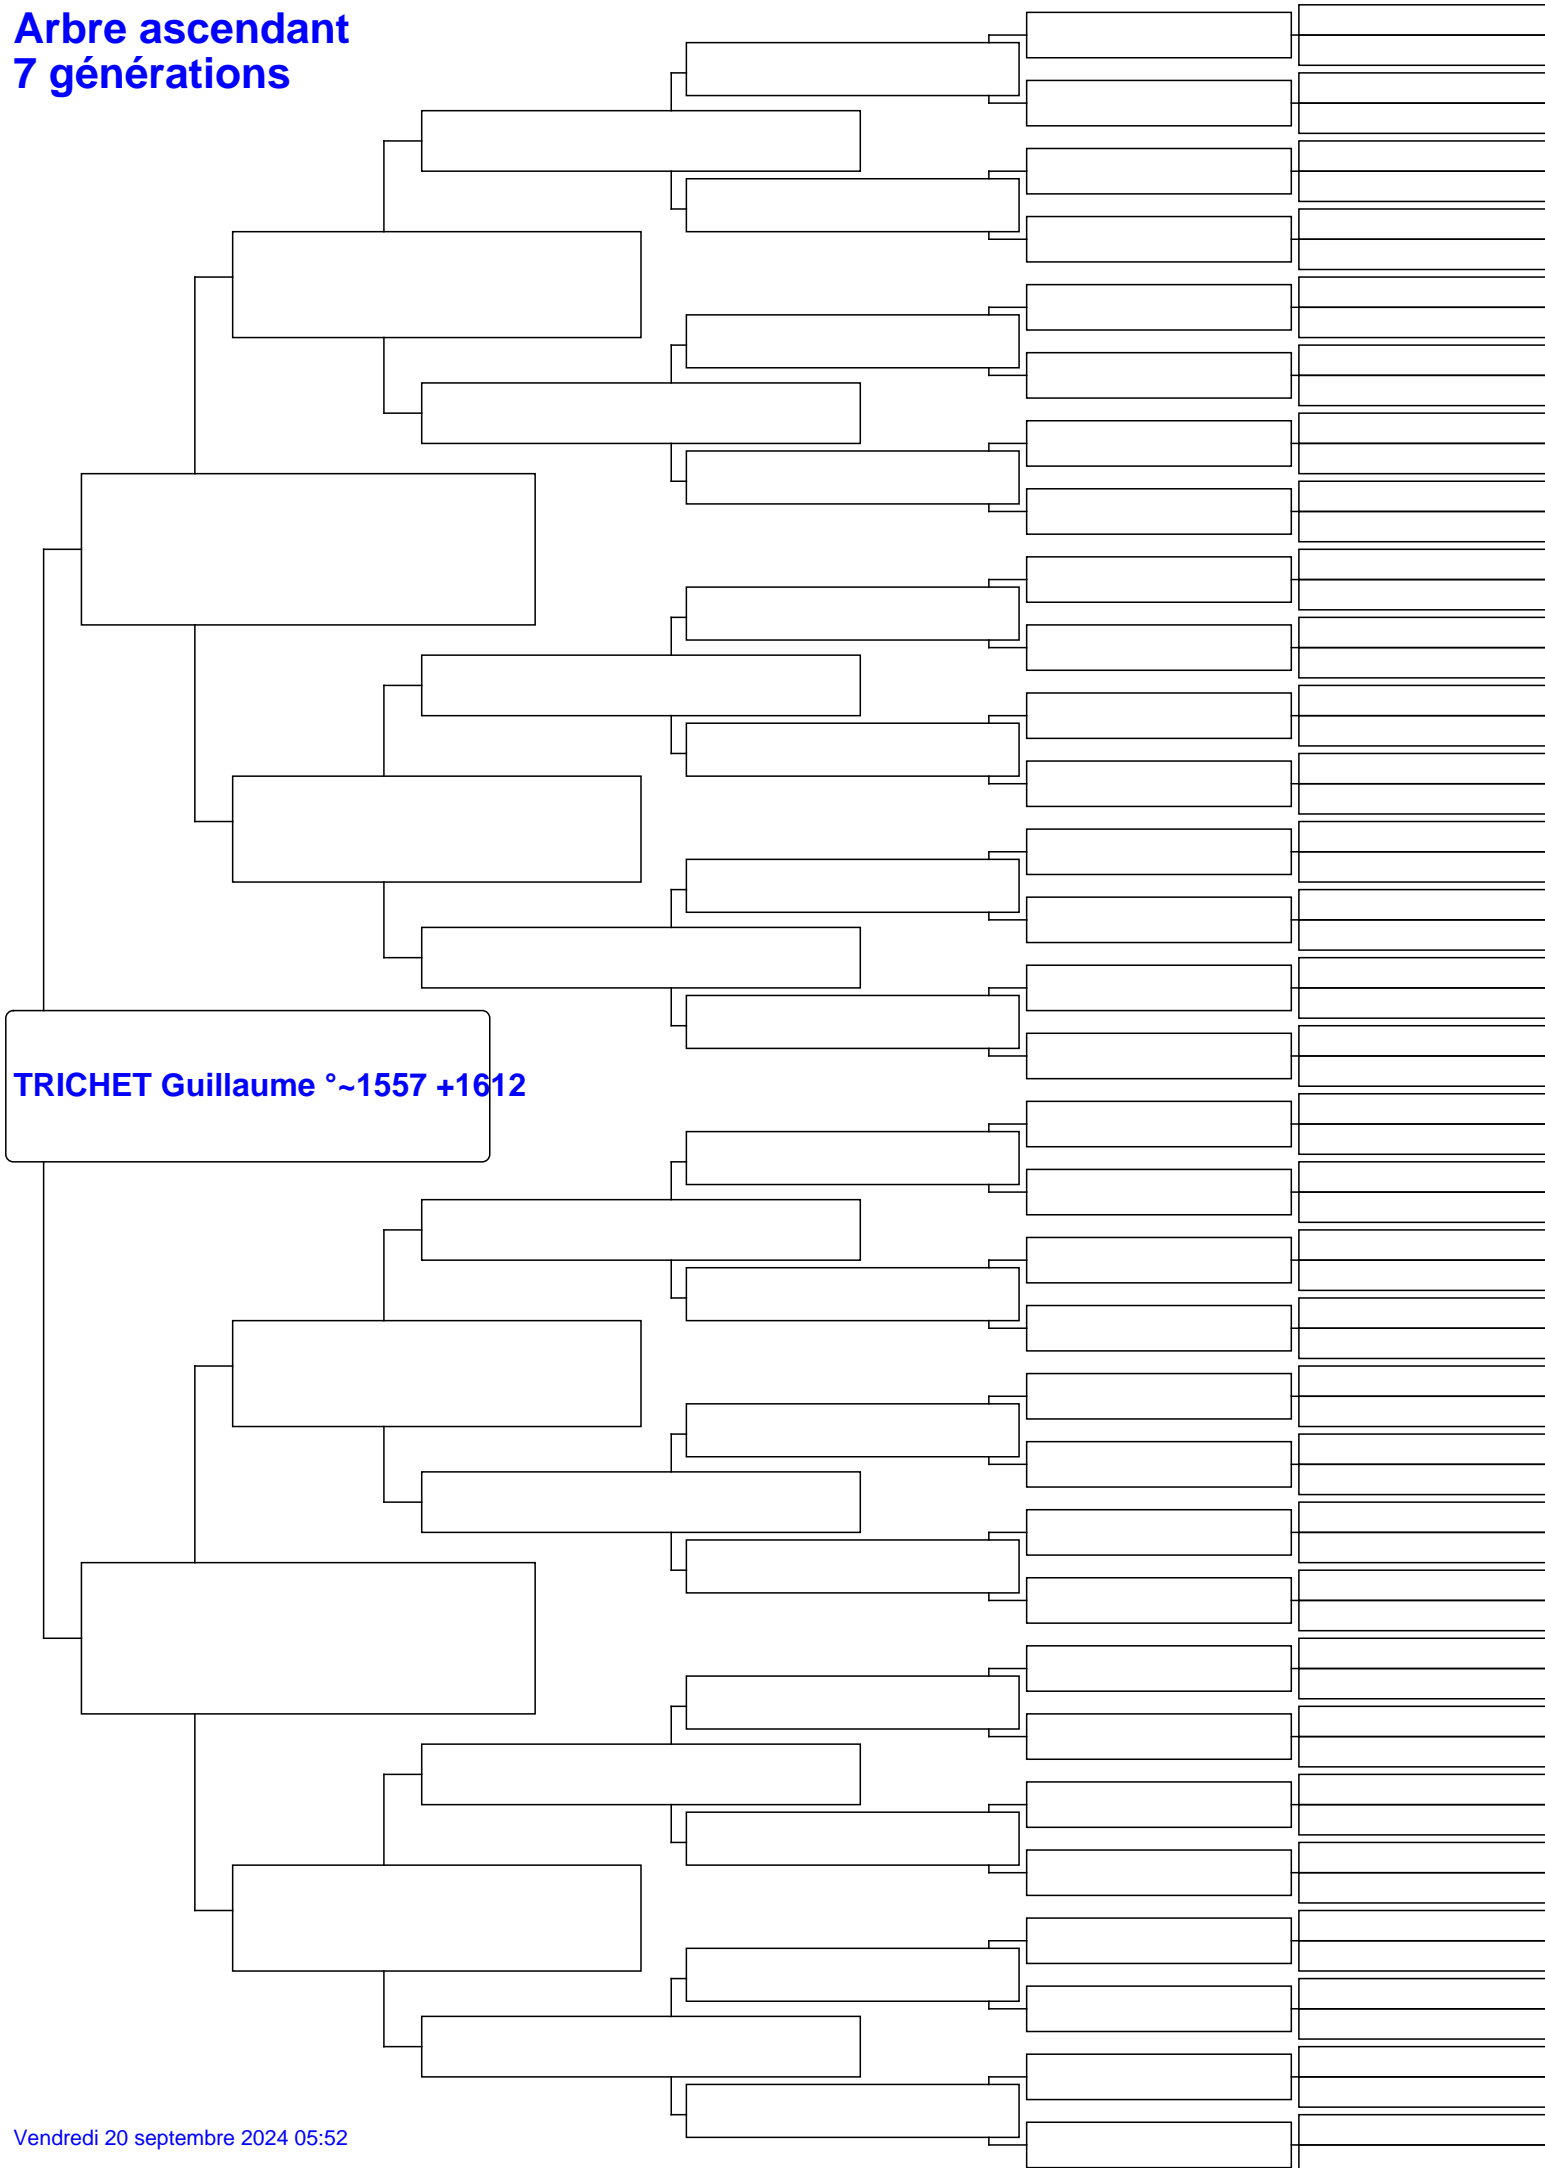 Arbre ascendant
7 générations
TRICHET Guillaume °~1557 +1612
Vendredi 20 septembre 2024 05:52